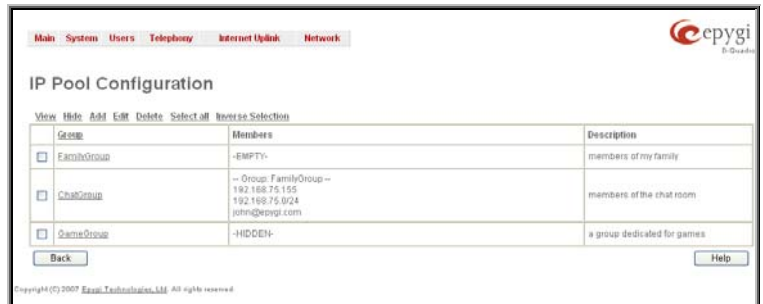 epygi
Main System Users Telephony Internet Uplink Network
IP Pool Configuration
View Hide Add Edit Delete Select all Inverse Selection
Group Members Description
FamilyGroup -EMPTY- members of my family
ChatGroup -- Group: FamilyGroup -- members of the chat room
192.168.75.155
192.168.75.0/24
john@epygi.com
GameGroup -HIDDEN- a group dedicated for games
Back Help
Copyright (C) 2007 Epygi Technologies, Ltd. All rights reserved